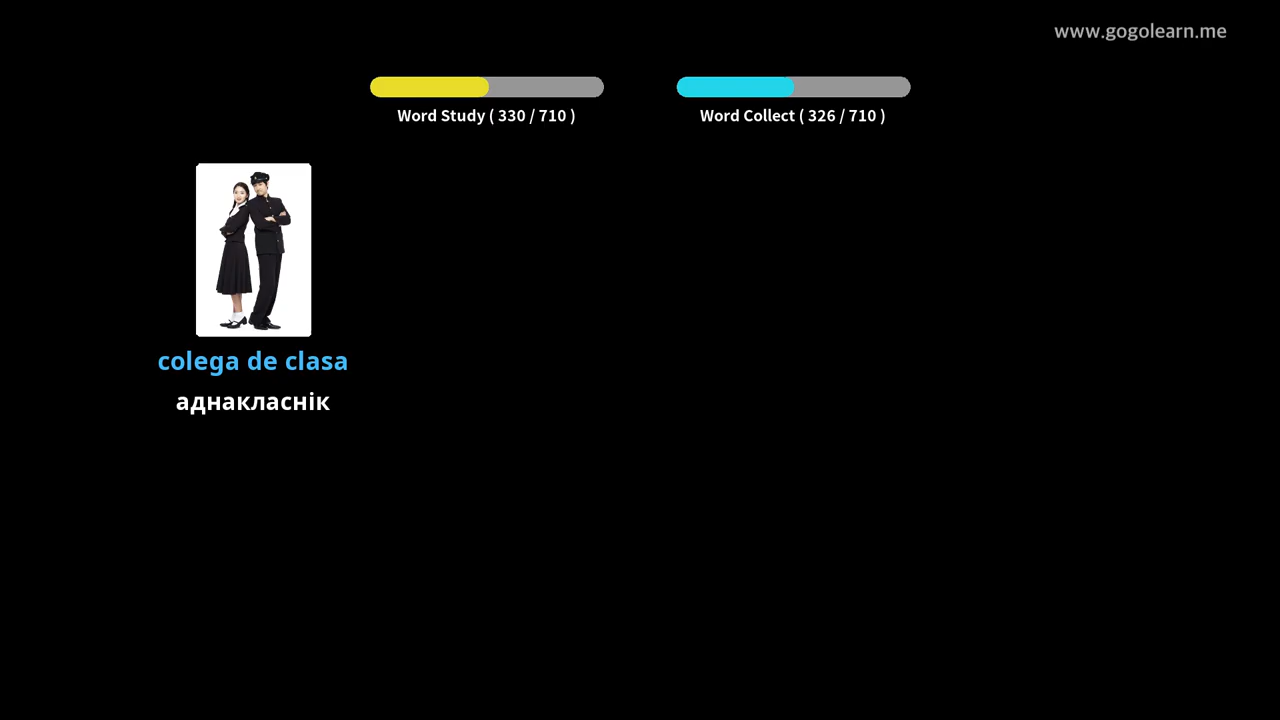 www.gogolearn.me
Word Study ( 330 / 710 )
Word Collect ( 326 / 710 )
colega de clasa
аднакласнік